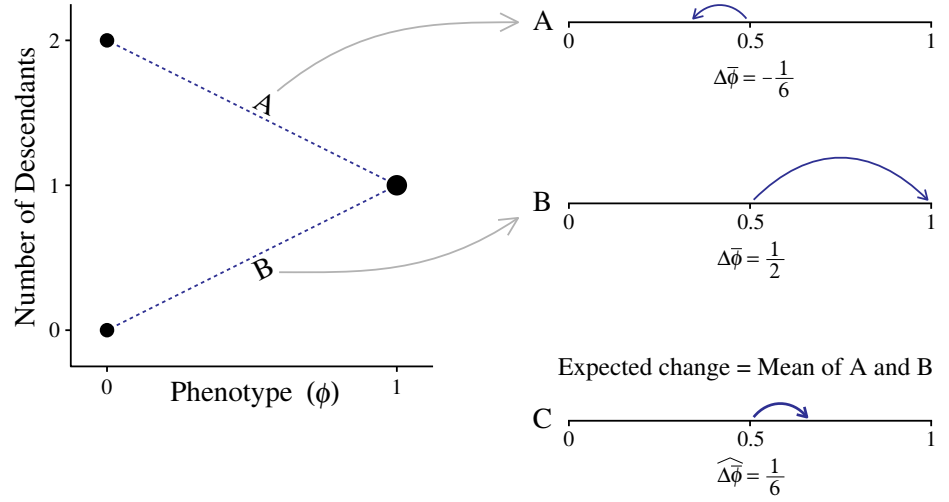 Number of Descendants
2
1
0
A
B
0
1
Phenotype (ϕ)
A
0
0.5
1
Δϕ̅ = −1/6
B
0
0.5
1
Δϕ̅ = 1/2
Expected change = Mean of A and B
C
0
0.5
1
\widehat{Δϕ̅} = 1/6